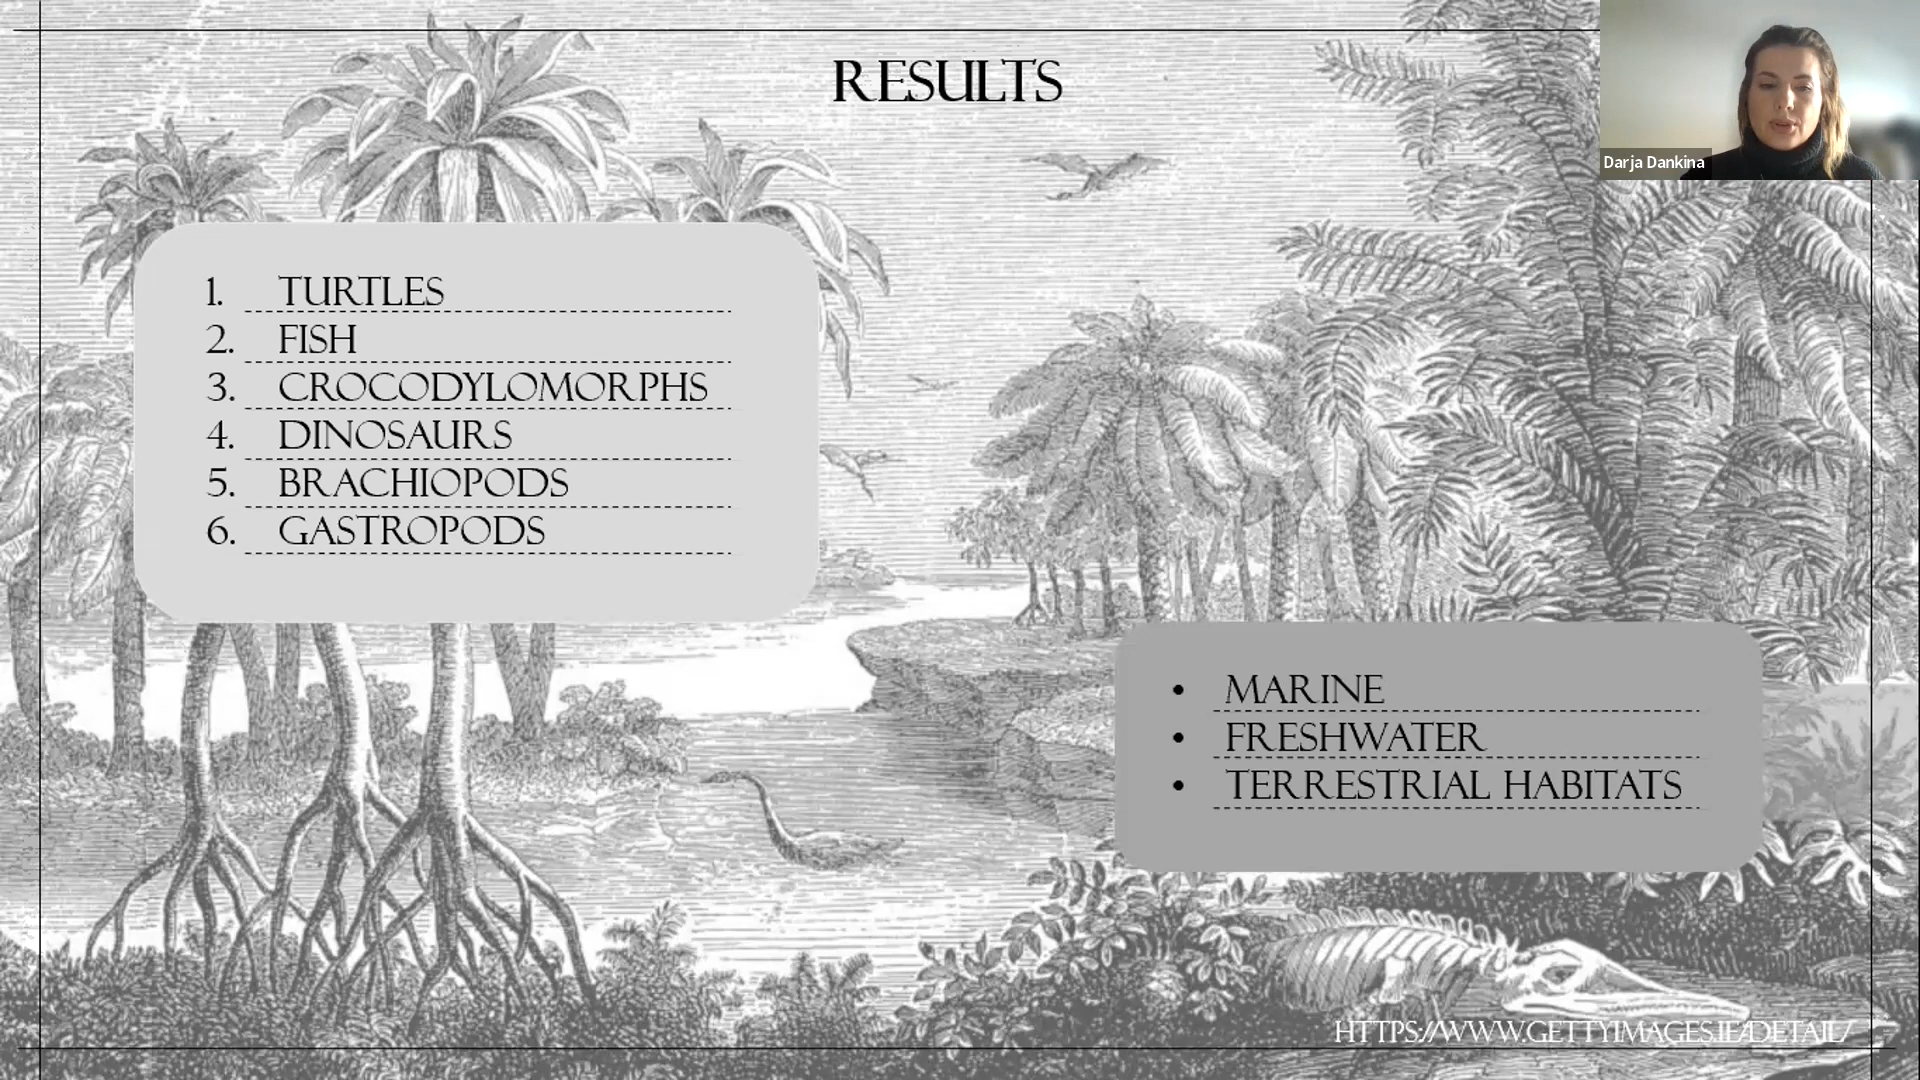 RESULTS
Darja Dankina
1. TURTLES
2. FISH
3. CROCODYLOMORPHS
4. DINOSAURS
5. BRACHIOPODS
6. GASTROPODS
• MARINE
• FRESHWATER
• TERRESTRIAL HABITATS
HTTPS://WWW.GETTYIMAGES.IE/DETAIL/